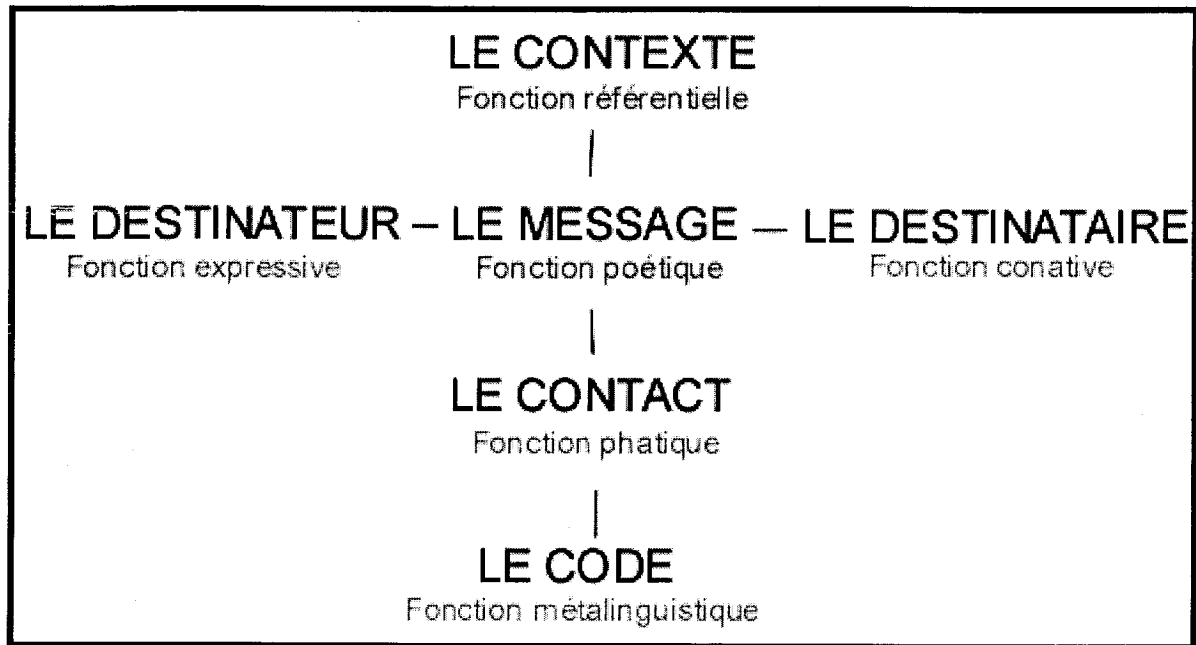 LE CONTEXTE
Fonction référentielle
LE DESTINATEUR – LE MESSAGE – LE DESTINATAIRE
Fonction expressive Fonction poétique Fonction conative
LE CONTACT
Fonction phatique
LE CODE
Fonction métalinguistique